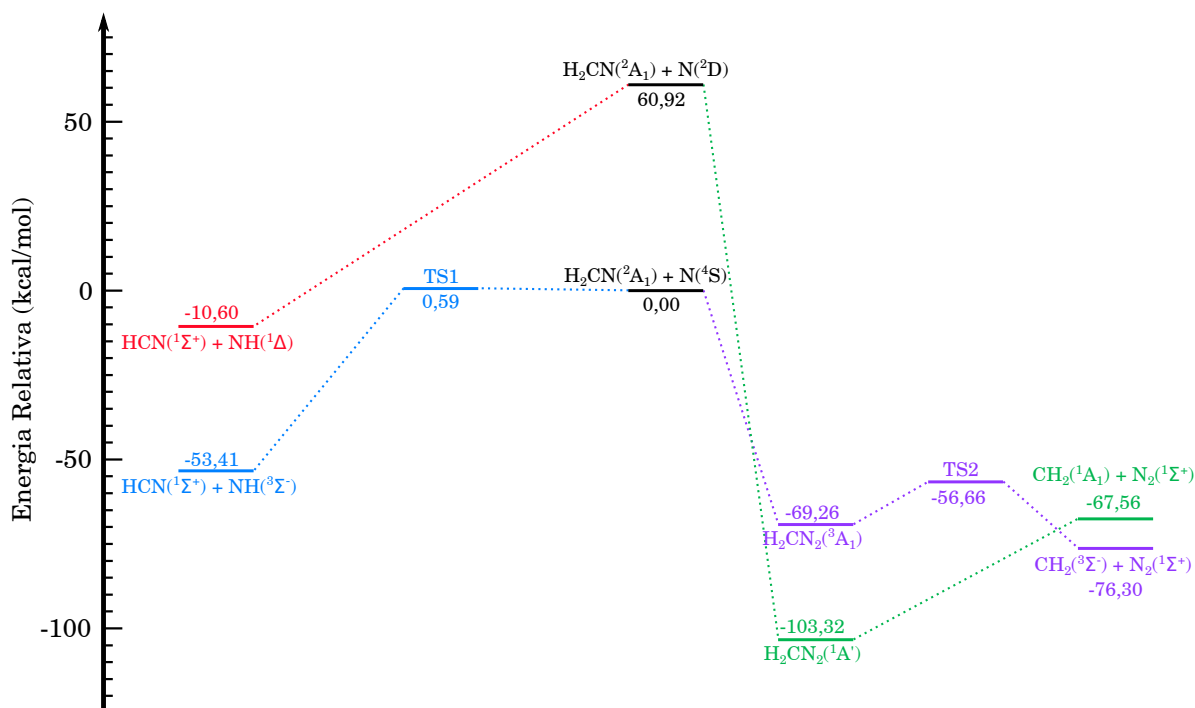 H₂CN(²A₁) + N(²D)
60,92
50
Energia Relativa (kcal/mol)
TS1
0,59
H₂CN(²A₁) + N(⁴S)
0,00
0
-10,60
HCN(¹Σ⁺) + NH(¹Δ)
-53,41
HCN(¹Σ⁺) + NH(³Σ⁻)
-50
TS2
-56,66
CH₂(¹A₁) + N₂(¹Σ⁺)
-67,56
-69,26
H₂CN₂(³A₁)
CH₂(³Σ⁻) + N₂(¹Σ⁺)
-76,30
-100
-103,32
H₂CN₂(¹A')